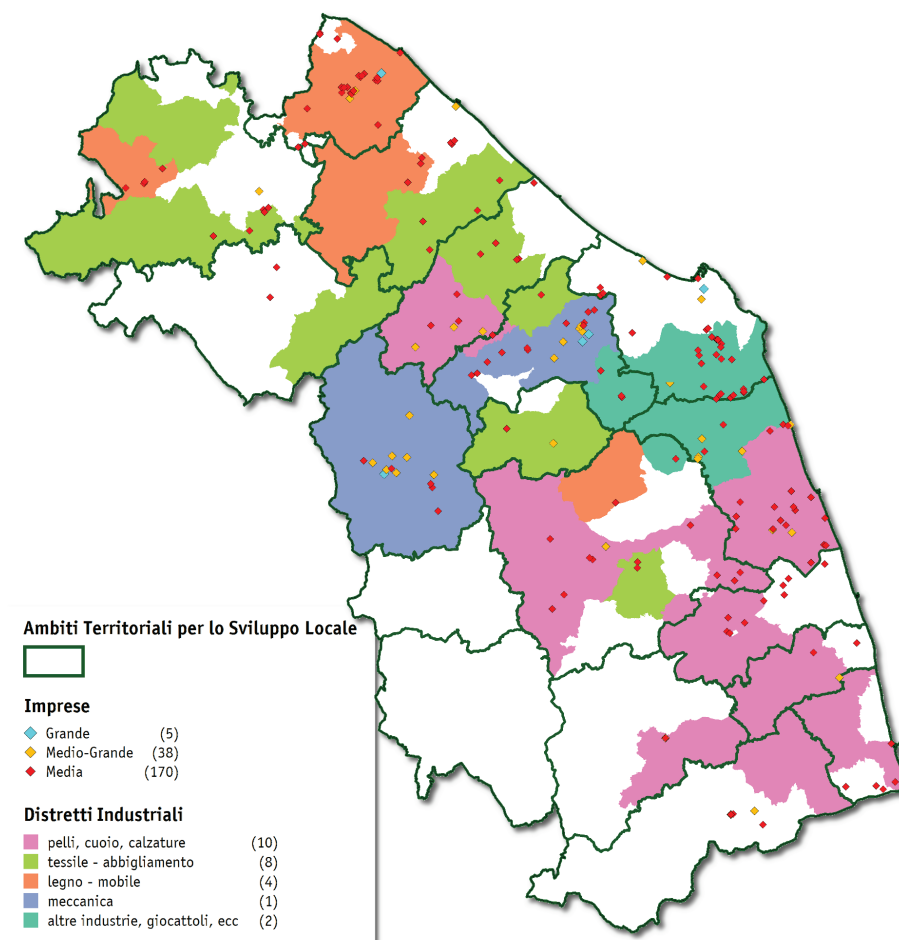 Ambiti Territoriali per lo Sviluppo Locale
Imprese
Grande (5)
Medio-Grande (38)
Media (170)
Distretti Industriali
pelli, cuoio, calzature (10)
tessile - abbigliamento (8)
legno - mobile (4)
meccanica (1)
altre industrie, giocattoli, ecc (2)